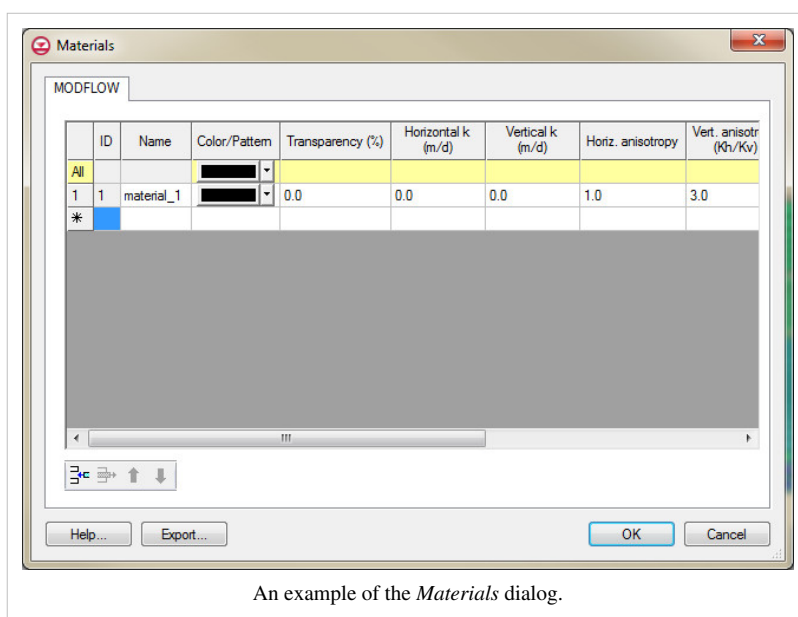 Materials
MODFLOW
ID Name Color/Pattern Transparency (%) Horizontal k (m/d) Vertical k (m/d) Horiz. anisotropy Vert. anisotr (Kh/Kv)
All
1 1 material_1 0.0 0.0 0.0 1.0 3.0
*
Help... Export... OK Cancel
An example of the Materials dialog.